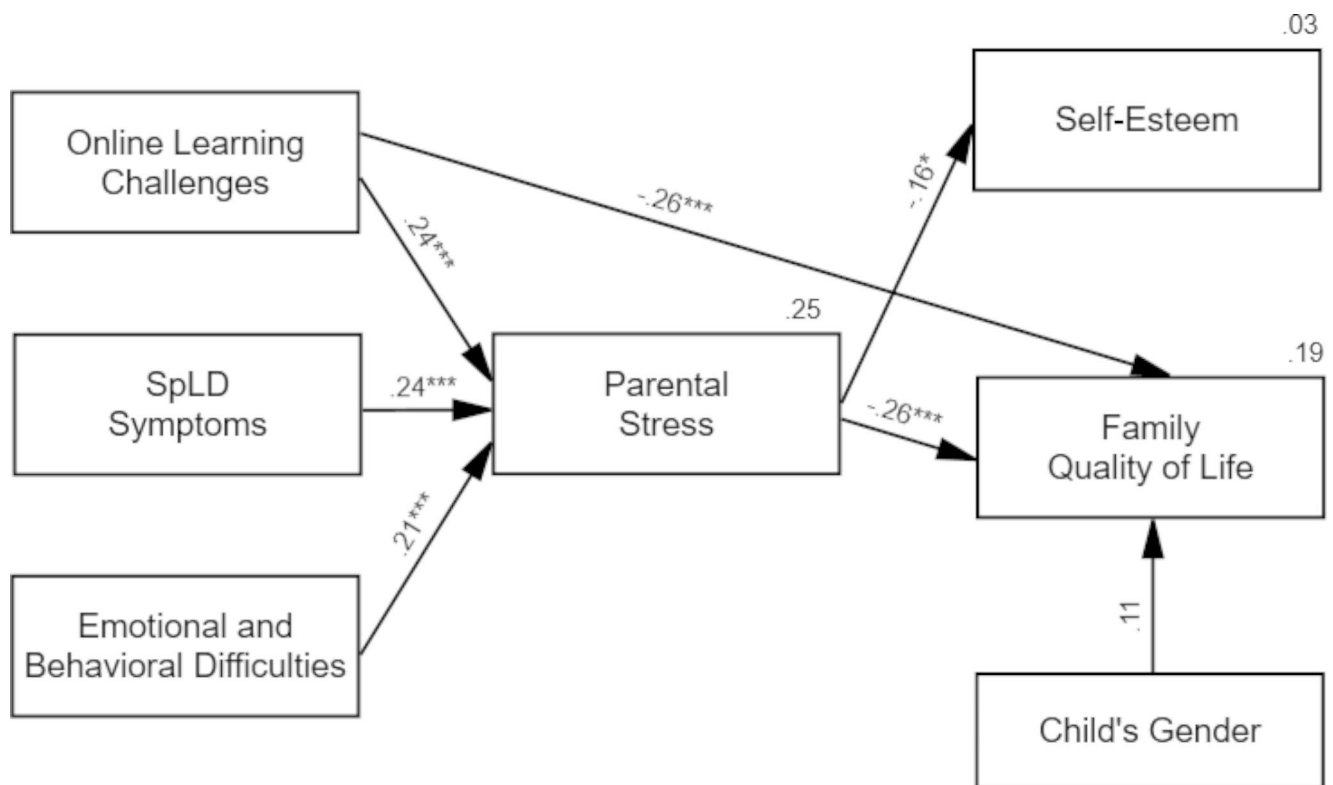 .03
Self-Esteem
Online Learning
Challenges
-.26***
-.16*
.24***
.25
.19
SpLD
Symptoms
.24***
Parental
Stress
-.26***
Family
Quality of Life
.21***
Emotional and
Behavioral Difficulties
.11
Child's Gender